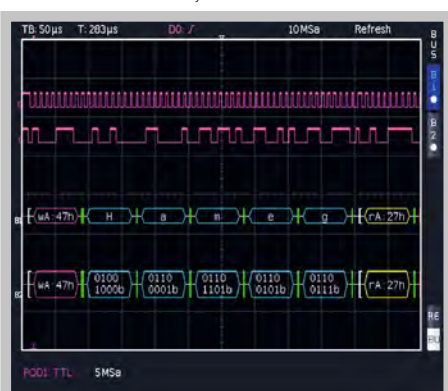 TB: 50µs T: 283µs D0: 10MSa Refresh
BUS
B1
B2
B1 wA:47h H a m e g rA:27h
B2 wA:47h 0100 1000b 0110 0001b 0110 1101b 0110 0101b 0110 0111b rA:27h
RE
BU
POD1: TTL 5MSa